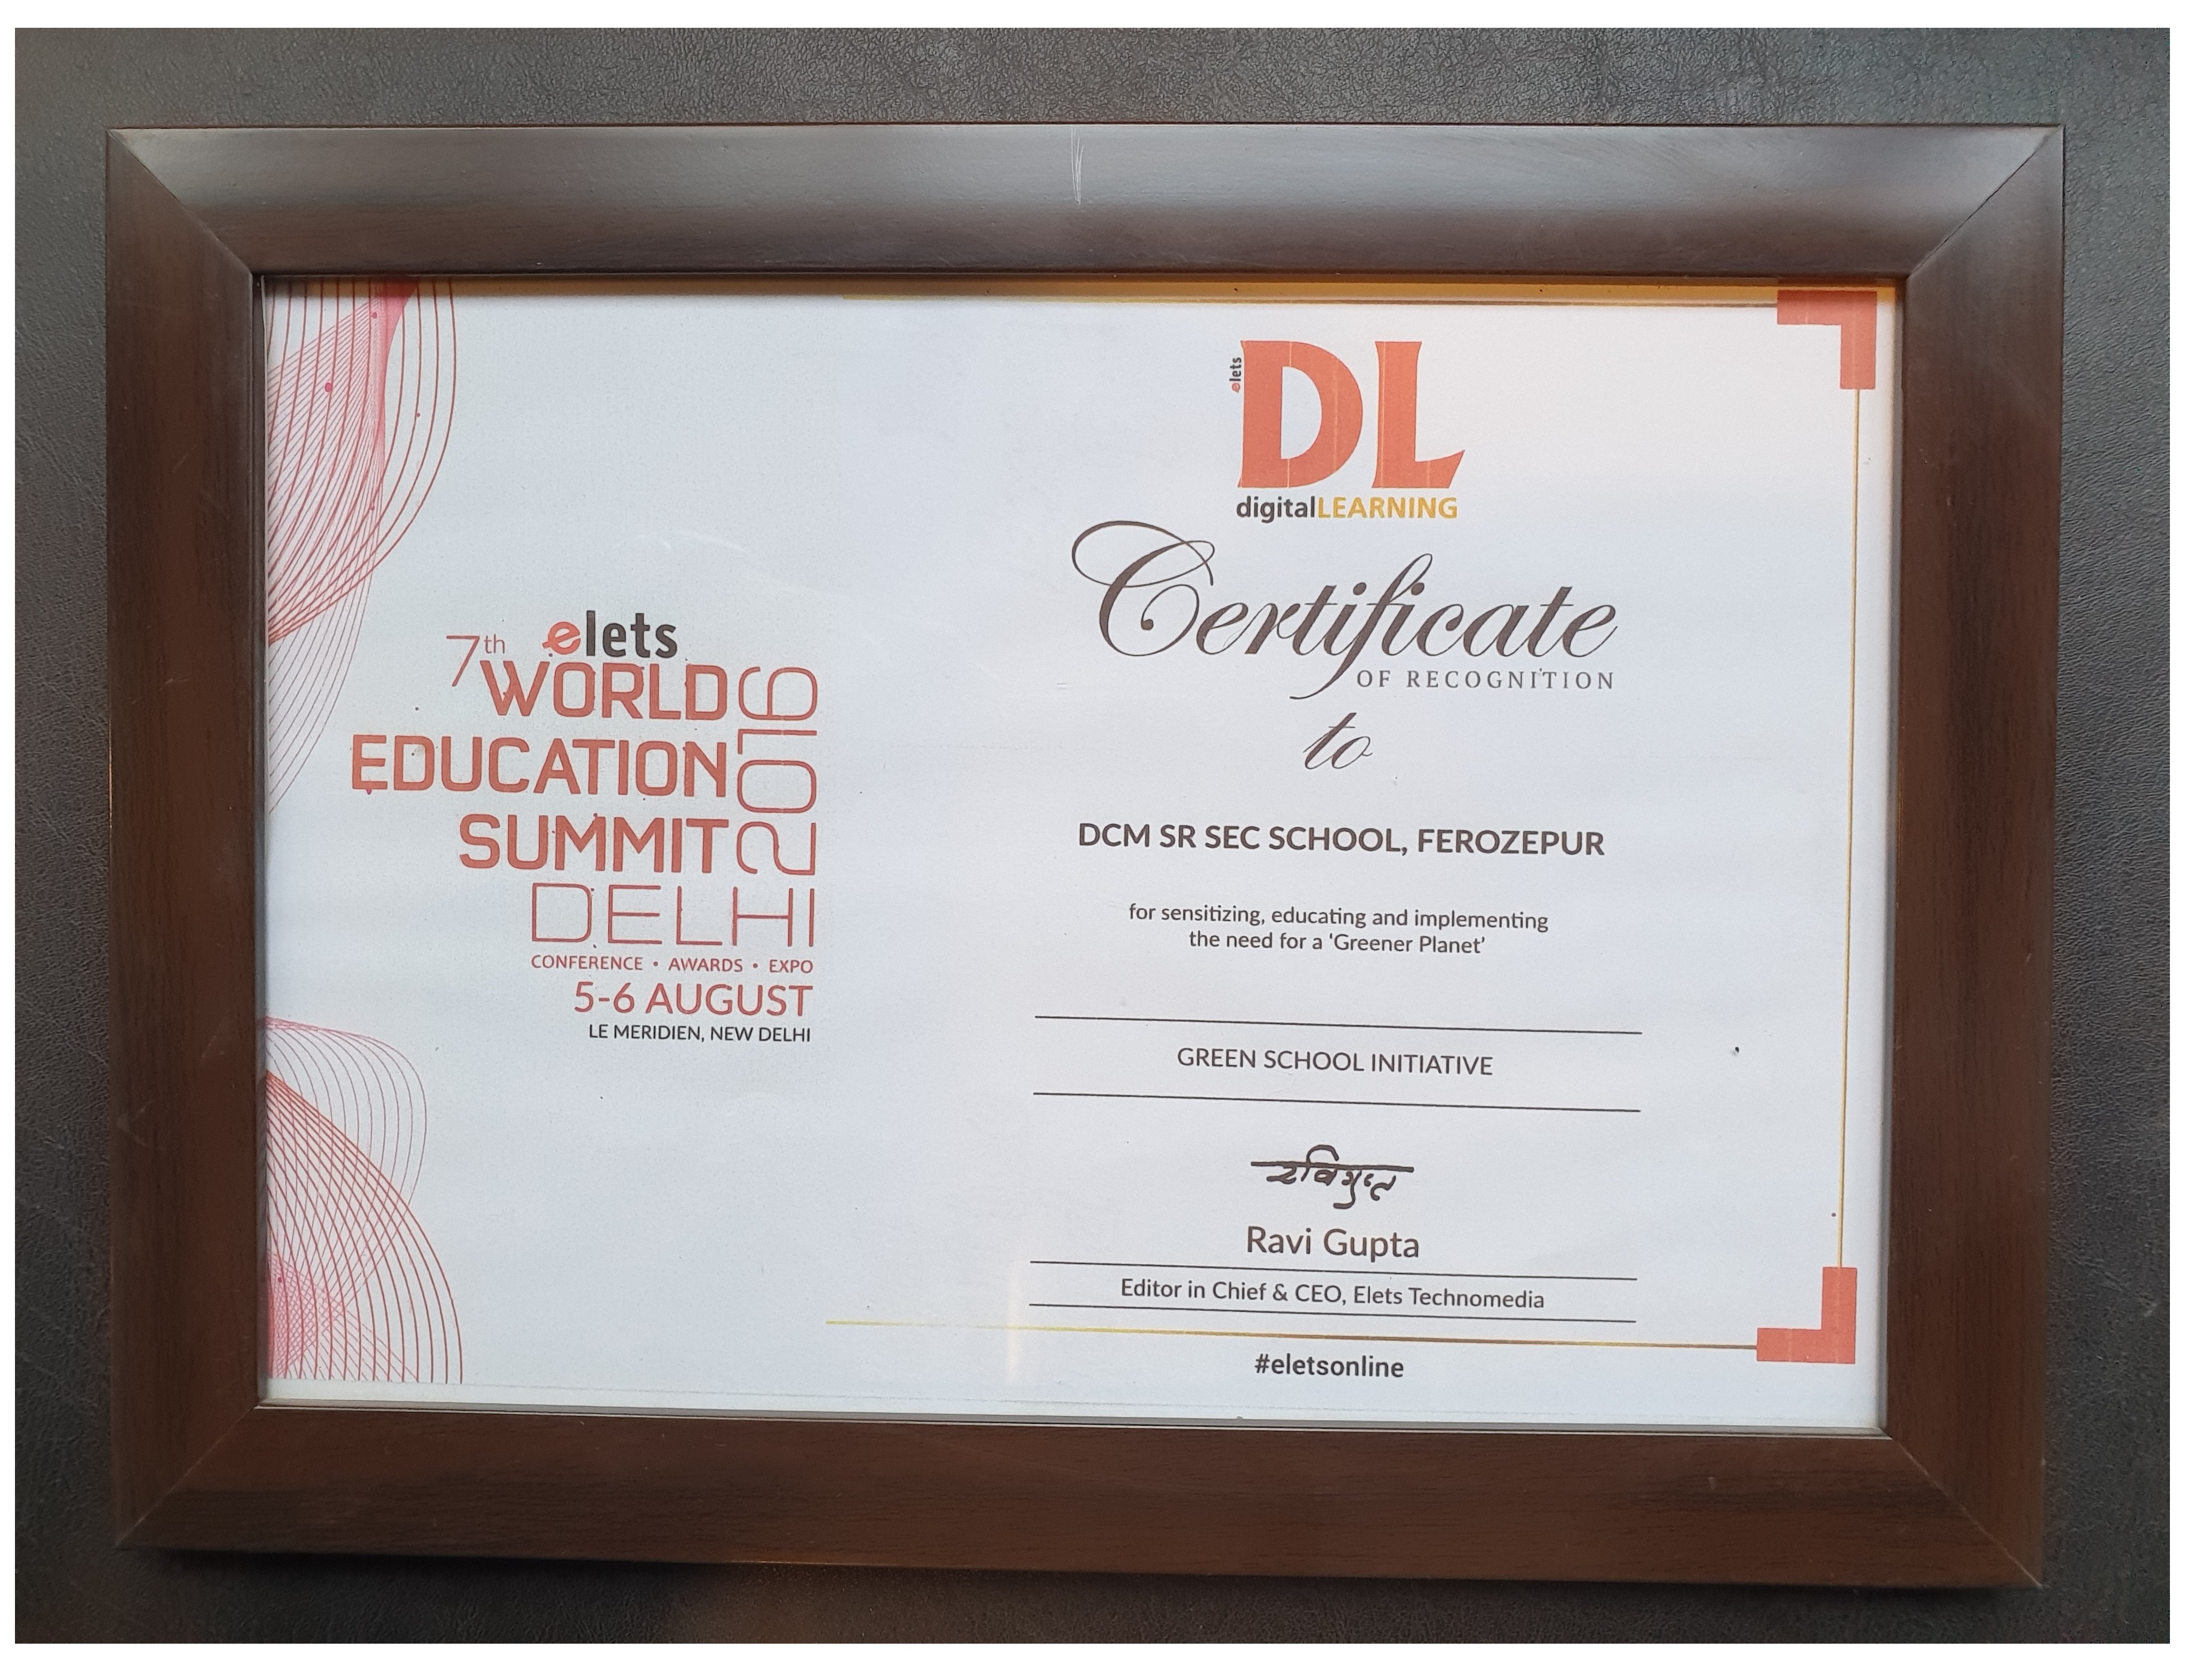 7th elets
WORLD
EDUCATION
SUMMIT
2016
DELHI
CONFERENCE • AWARDS • EXPO
5-6 AUGUST
LE MERIDIEN, NEW DELHI
elets
DL
digitalLEARNING
Certificate
OF RECOGNITION
to
DCM SR SEC SCHOOL, FEROZEPUR
for sensitizing, educating and implementing
the need for a 'Greener Planet'
GREEN SCHOOL INITIATIVE
रवि गुप्त
Ravi Gupta
Editor in Chief & CEO, Elets Technomedia
#eletsonline